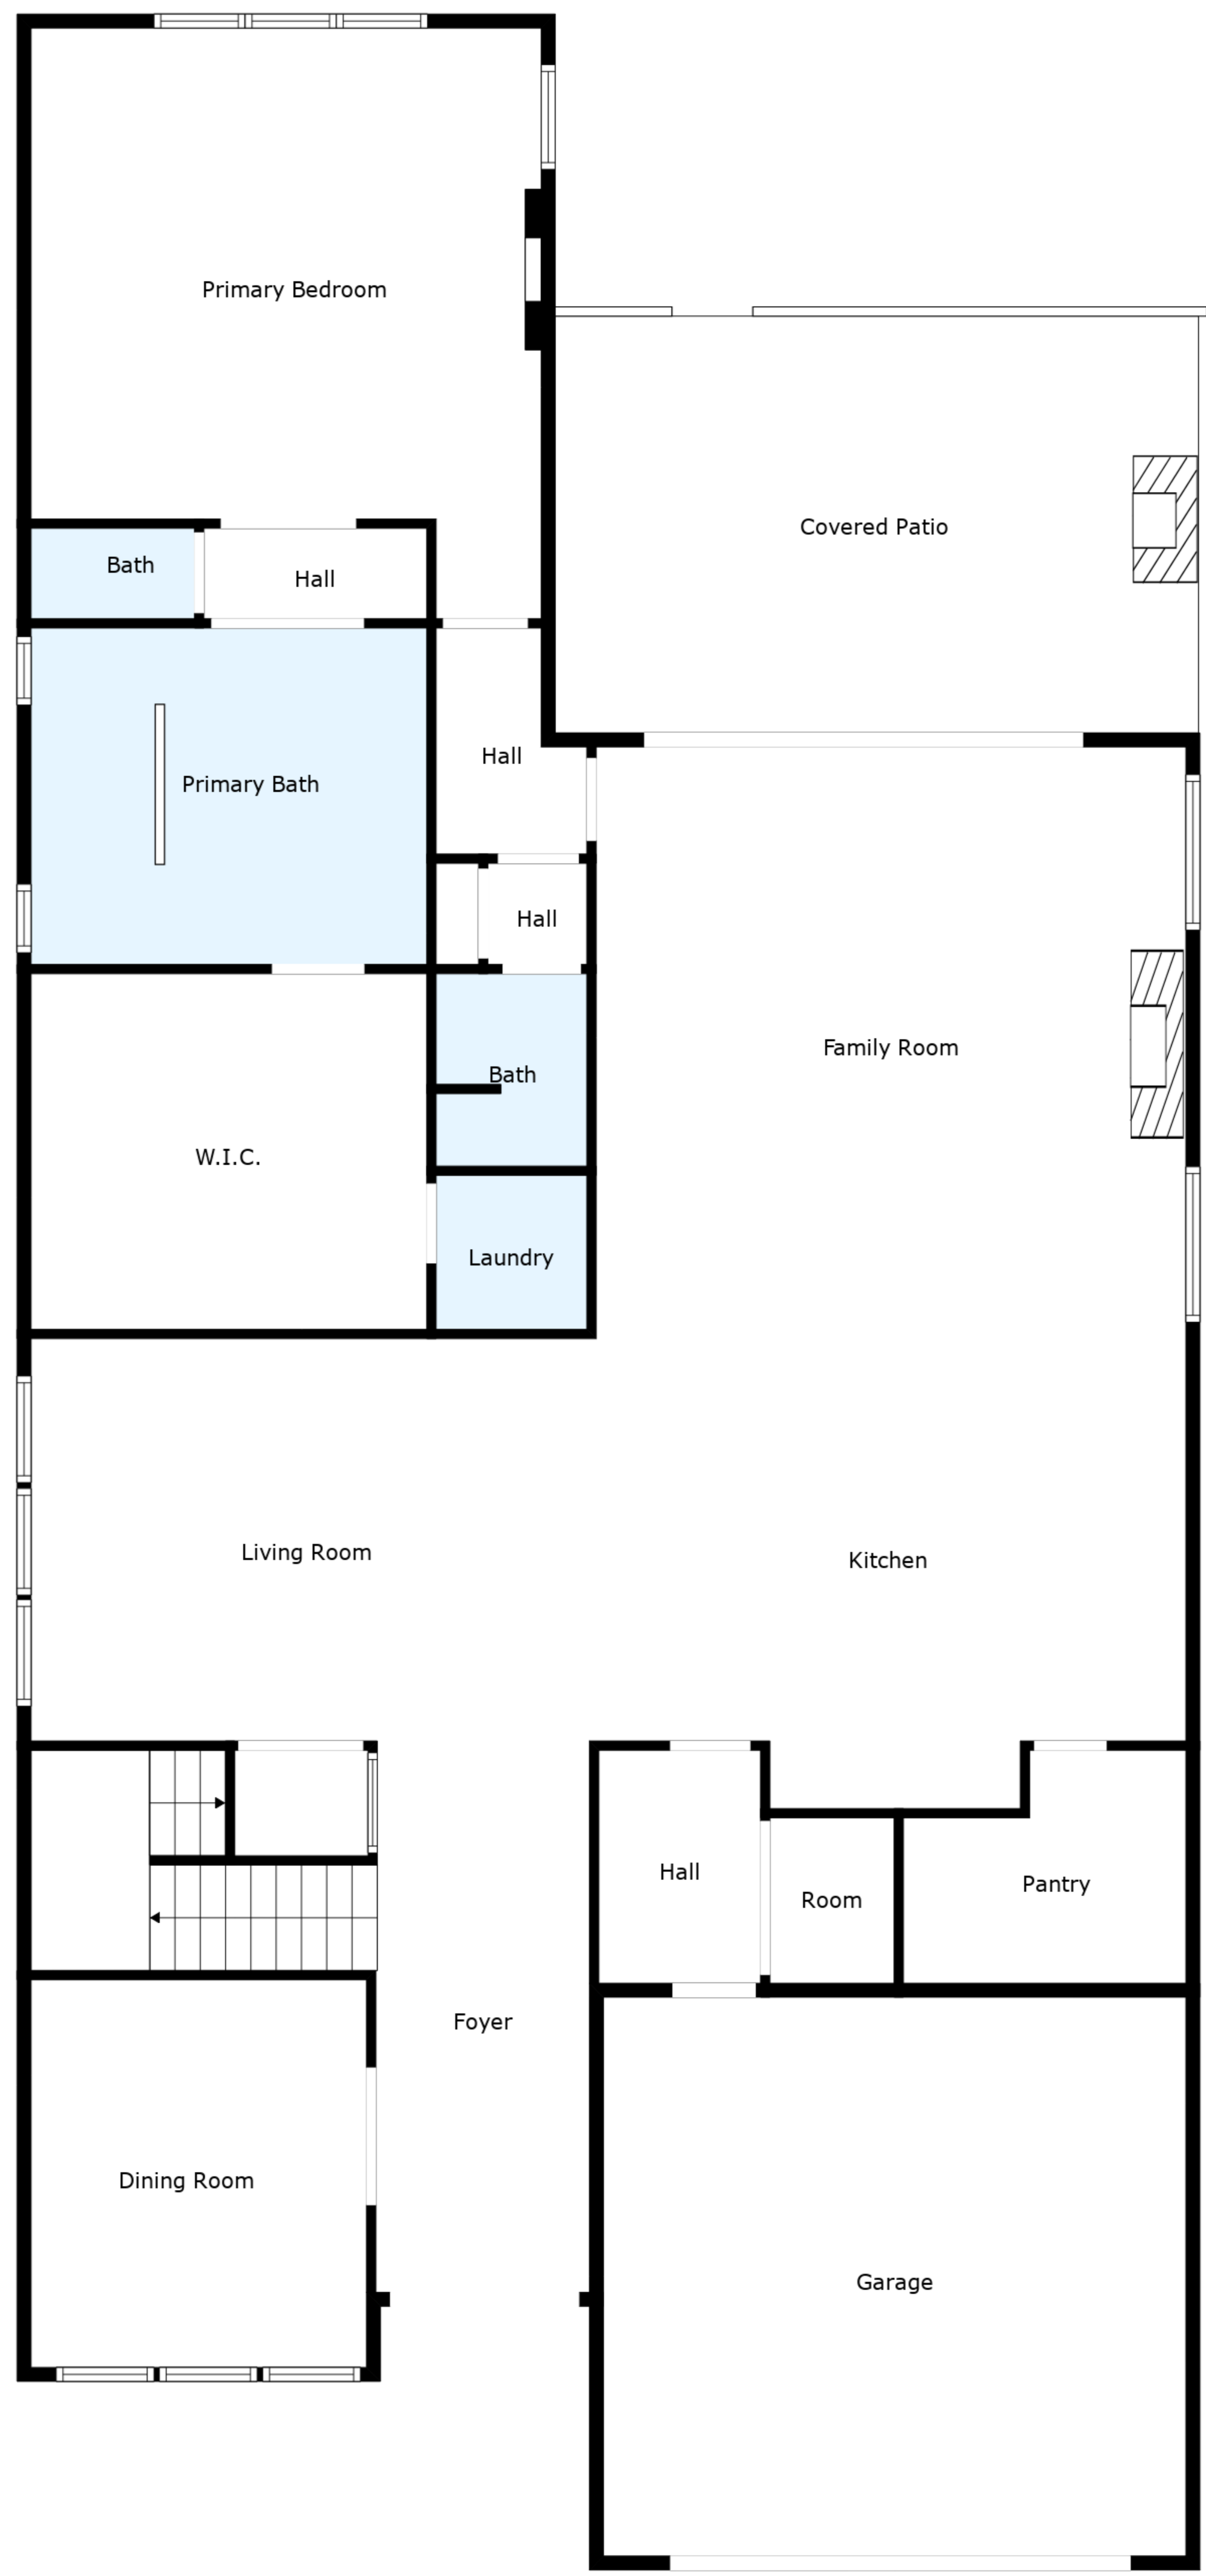 Primary Bedroom
Covered Patio
Bath
Hall
Hall
Primary Bath
Hall
Family Room
Bath
W.I.C.
Laundry
Living Room
Kitchen
Hall
Pantry
Room
Foyer
Dining Room
Garage